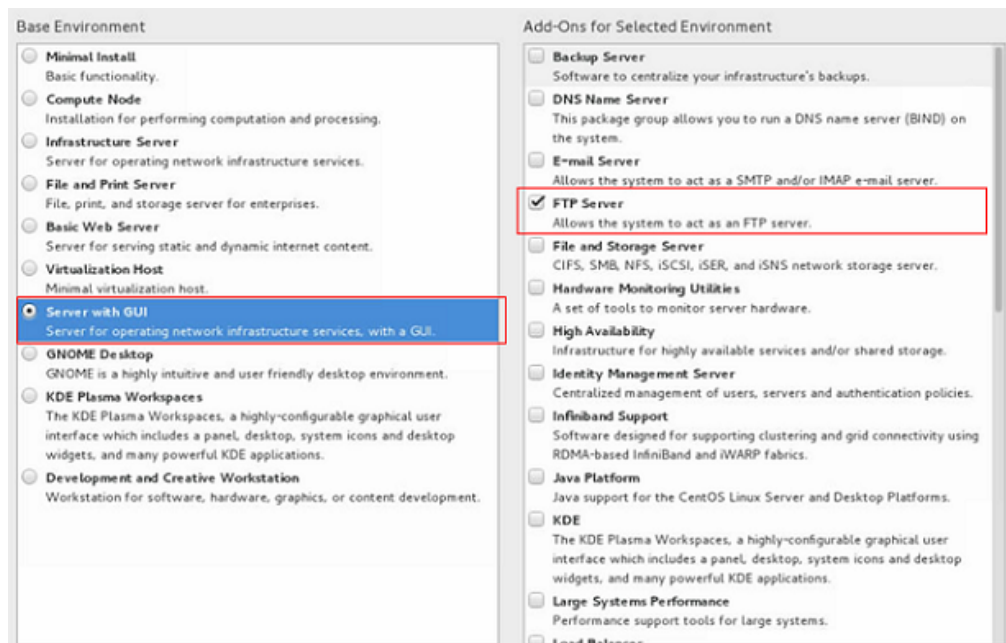 Base Environment
Minimal Install
Basic functionality.
Compute Node
Installation for performing computation and processing.
Infrastructure Server
Server for operating network infrastructure services.
File and Print Server
File, print, and storage server for enterprises.
Basic Web Server
Server for serving static and dynamic internet content.
Virtualization Host
Minimal virtualization host.
Server with GUI
Server for operating network infrastructure services, with a GUI.
GNOME Desktop
GNOME is a highly intuitive and user friendly desktop environment.
KDE Plasma Workspaces
The KDE Plasma Workspaces, a highly-configurable graphical user
interface which includes a panel, desktop, system icons and desktop
widgets, and many powerful KDE applications.
Development and Creative Workstation
Workstation for software, hardware, graphics, or content development.
Add-Ons for Selected Environment
Backup Server
Software to centralize your infrastructure's backups.
DNS Name Server
This package group allows you to run a DNS name server (BIND) on
the system.
E-mail Server
Allows the system to act as a SMTP and/or IMAP e-mail server.
FTP Server
Allows the system to act as an FTP server.
File and Storage Server
CIFS, SMB, NFS, iSCSI, iSER, and iSNS network storage server.
Hardware Monitoring Utilities
A set of tools to monitor server hardware.
High Availability
Infrastructure for highly available services and/or shared storage.
Identity Management Server
Centralized management of users, servers and authentication policies.
Infiniband Support
Software designed for supporting clustering and grid connectivity using
RDMA-based InfiniBand and iWARP fabrics.
Java Platform
Java support for the CentOS Linux Server and Desktop Platforms.
KDE
The KDE Plasma Workspaces, a highly-configurable graphical user
interface which includes a panel, desktop, system icons and desktop
widgets, and many powerful KDE applications.
Large Systems Performance
Performance support tools for large systems.
Load Balancer